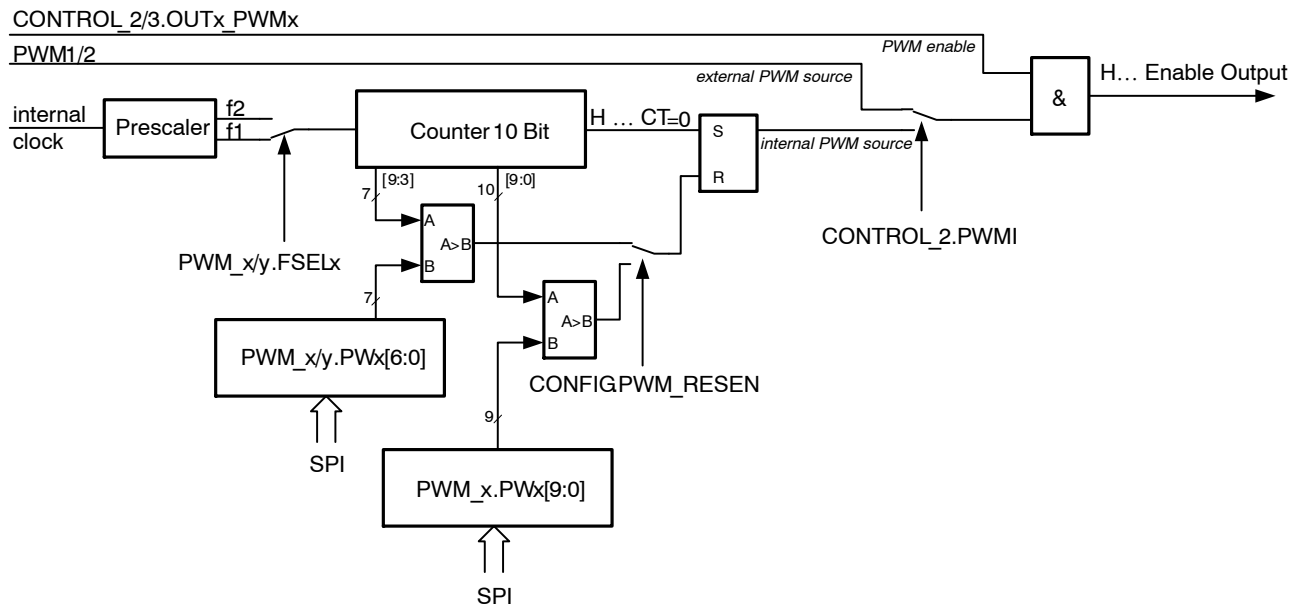 CONTROL_2/3.OUTx_PWMx
PWM enable
PWM1/2
external PWM source
H... Enable Output
&
internal
clock
Prescaler
f2
f1
Counter 10 Bit
H ... CT=0
S
R
internal PWM source
[9:3]
7
[9:0]
10
A
A>B
B
PWM_x/y.FSELx
CONTROL_2.PWMI
7
A
A>B
B
PWM_x/y.PWx[6:0]
CONFIG.PWM_RESEN
9
SPI
PWM_x.PWx[9:0]
SPI